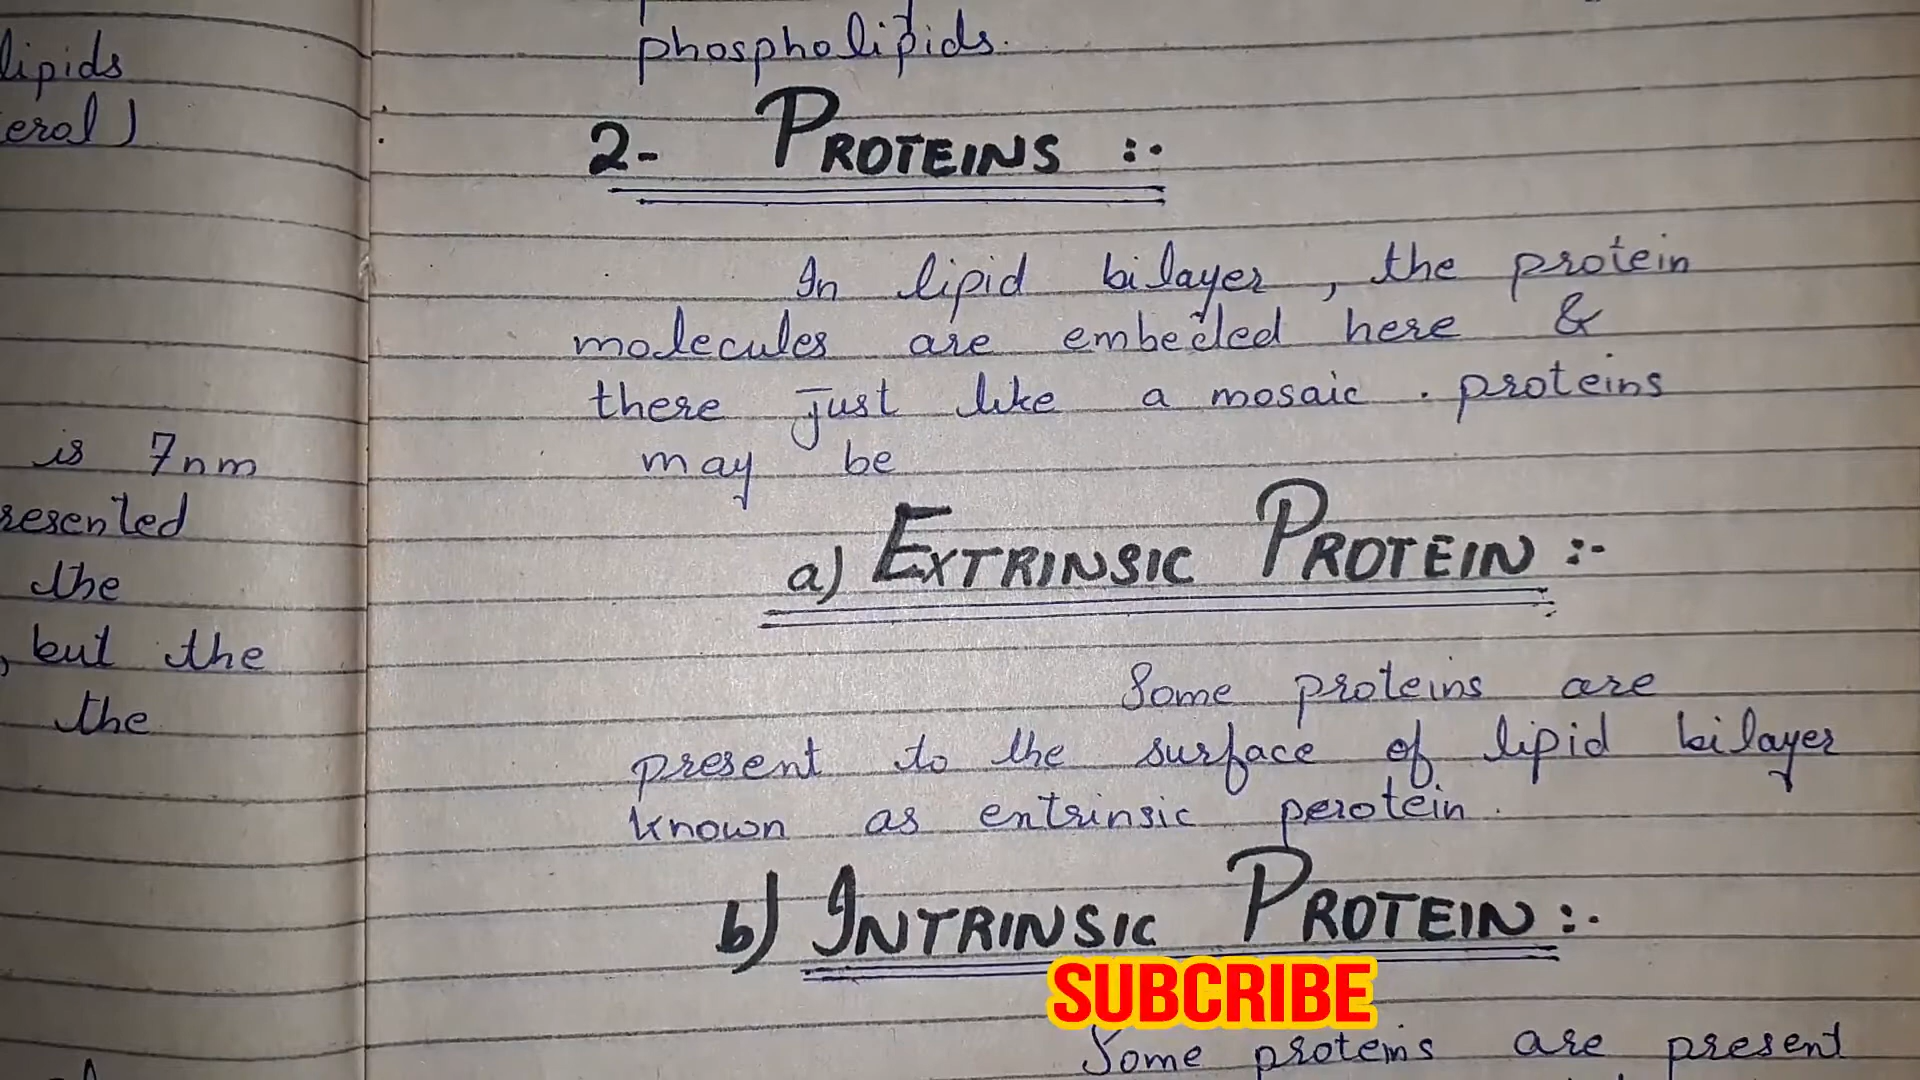 lipids
erol)
is 7nm
resented
the
, but the
the
phospholipids.
2- PROTEINS :-
In lipid bilayer, the protein
molecules are embeded here &
there just like a mosaic. proteins
may be
a) EXTRINSIC PROTEIN :-
Some proteins are
present to the surface of lipid bilayer
known as extrinsic perotein.
b) INTRINSIC PROTEIN :-
SUBCRIBE
Some proteins are present